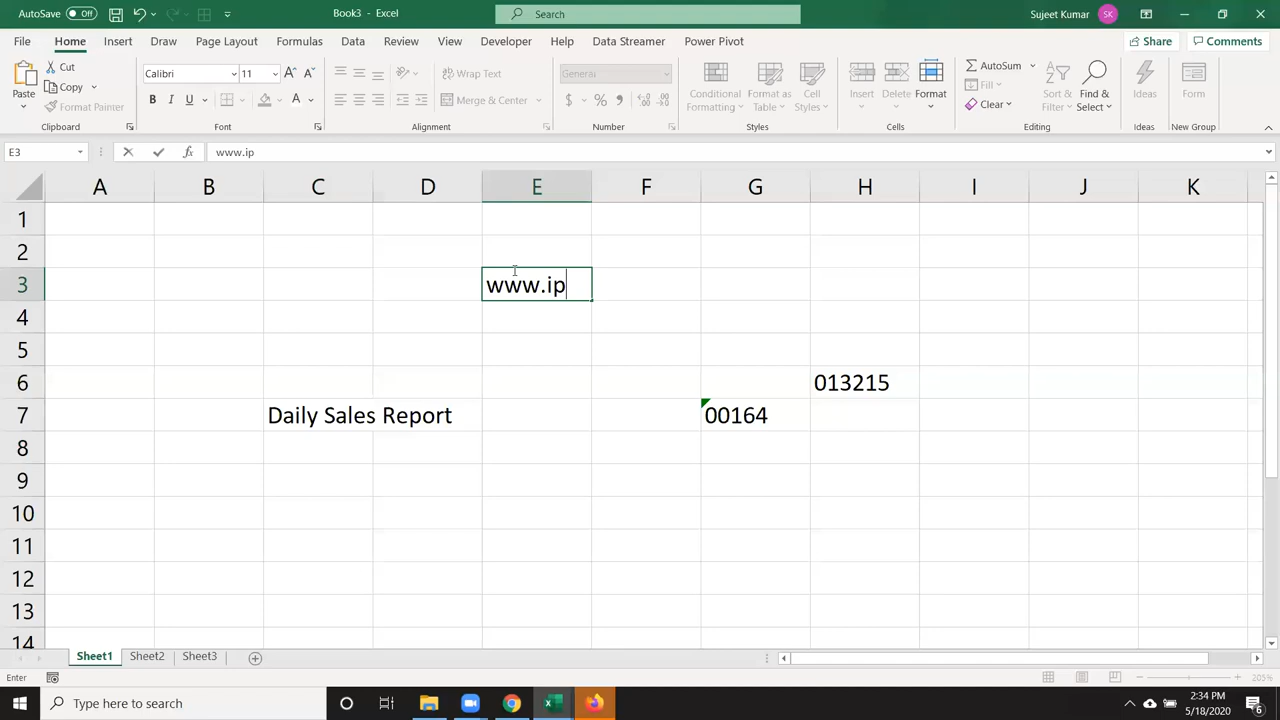 AutoSave Off Book3 - Excel Search Sujeet Kumar SK
File Home Insert Draw Page Layout Formulas Data Review View Developer Help Data Streamer Power Pivot Share Comments
Paste Cut Copy Format Painter
Calibri 11 B I U A
Wrap Text Merge & Center
General $ % 
Conditional Formatting Format as Table Cell Styles
Insert Delete Format
AutoSum Fill Clear Sort & Filter Find & Select
Ideas Form
Clipboard Font Alignment Number Styles Cells Editing Ideas New Group
E3 fx www.ip
A B C D E F G H I J K
1
2
3 www.ip
4
5
6 013215
7 Daily Sales Report 00164
8
9
10
11
12
13
14
Sheet1 Sheet2 Sheet3
Enter 205%
Type here to search 2:34 PM
5/18/2020 6